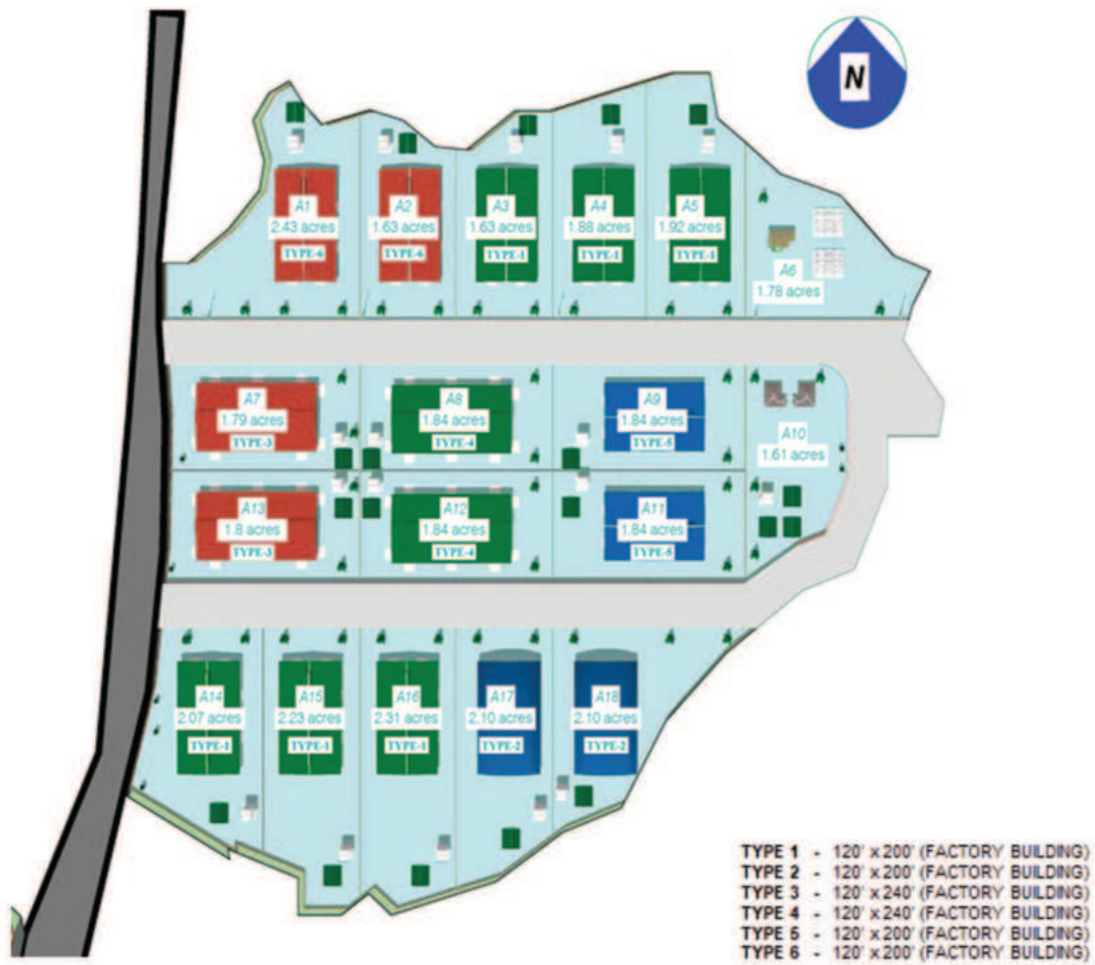 N
A1
2.43 acres
TYPE-6
A2
1.63 acres
TYPE-6
A3
1.63 acres
TYPE-1
A4
1.88 acres
TYPE-1
A5
1.92 acres
TYPE-1
A6
1.78 acres
A7
1.79 acres
TYPE-3
A8
1.84 acres
TYPE-4
A9
1.84 acres
TYPE-5
A10
1.61 acres
A13
1.8 acres
TYPE-3
A12
1.84 acres
TYPE-4
A11
1.84 acres
TYPE-5
A14
2.07 acres
TYPE-1
A15
2.23 acres
TYPE-1
A16
2.31 acres
TYPE-1
A17
2.10 acres
TYPE-2
A18
2.10 acres
TYPE-2
TYPE 1 - 120' x 200' (FACTORY BUILDING)
TYPE 2 - 120' x 200' (FACTORY BUILDING)
TYPE 3 - 120' x 240' (FACTORY BUILDING)
TYPE 4 - 120' x 240' (FACTORY BUILDING)
TYPE 5 - 120' x 200' (FACTORY BUILDING)
TYPE 6 - 120' x 200' (FACTORY BUILDING)